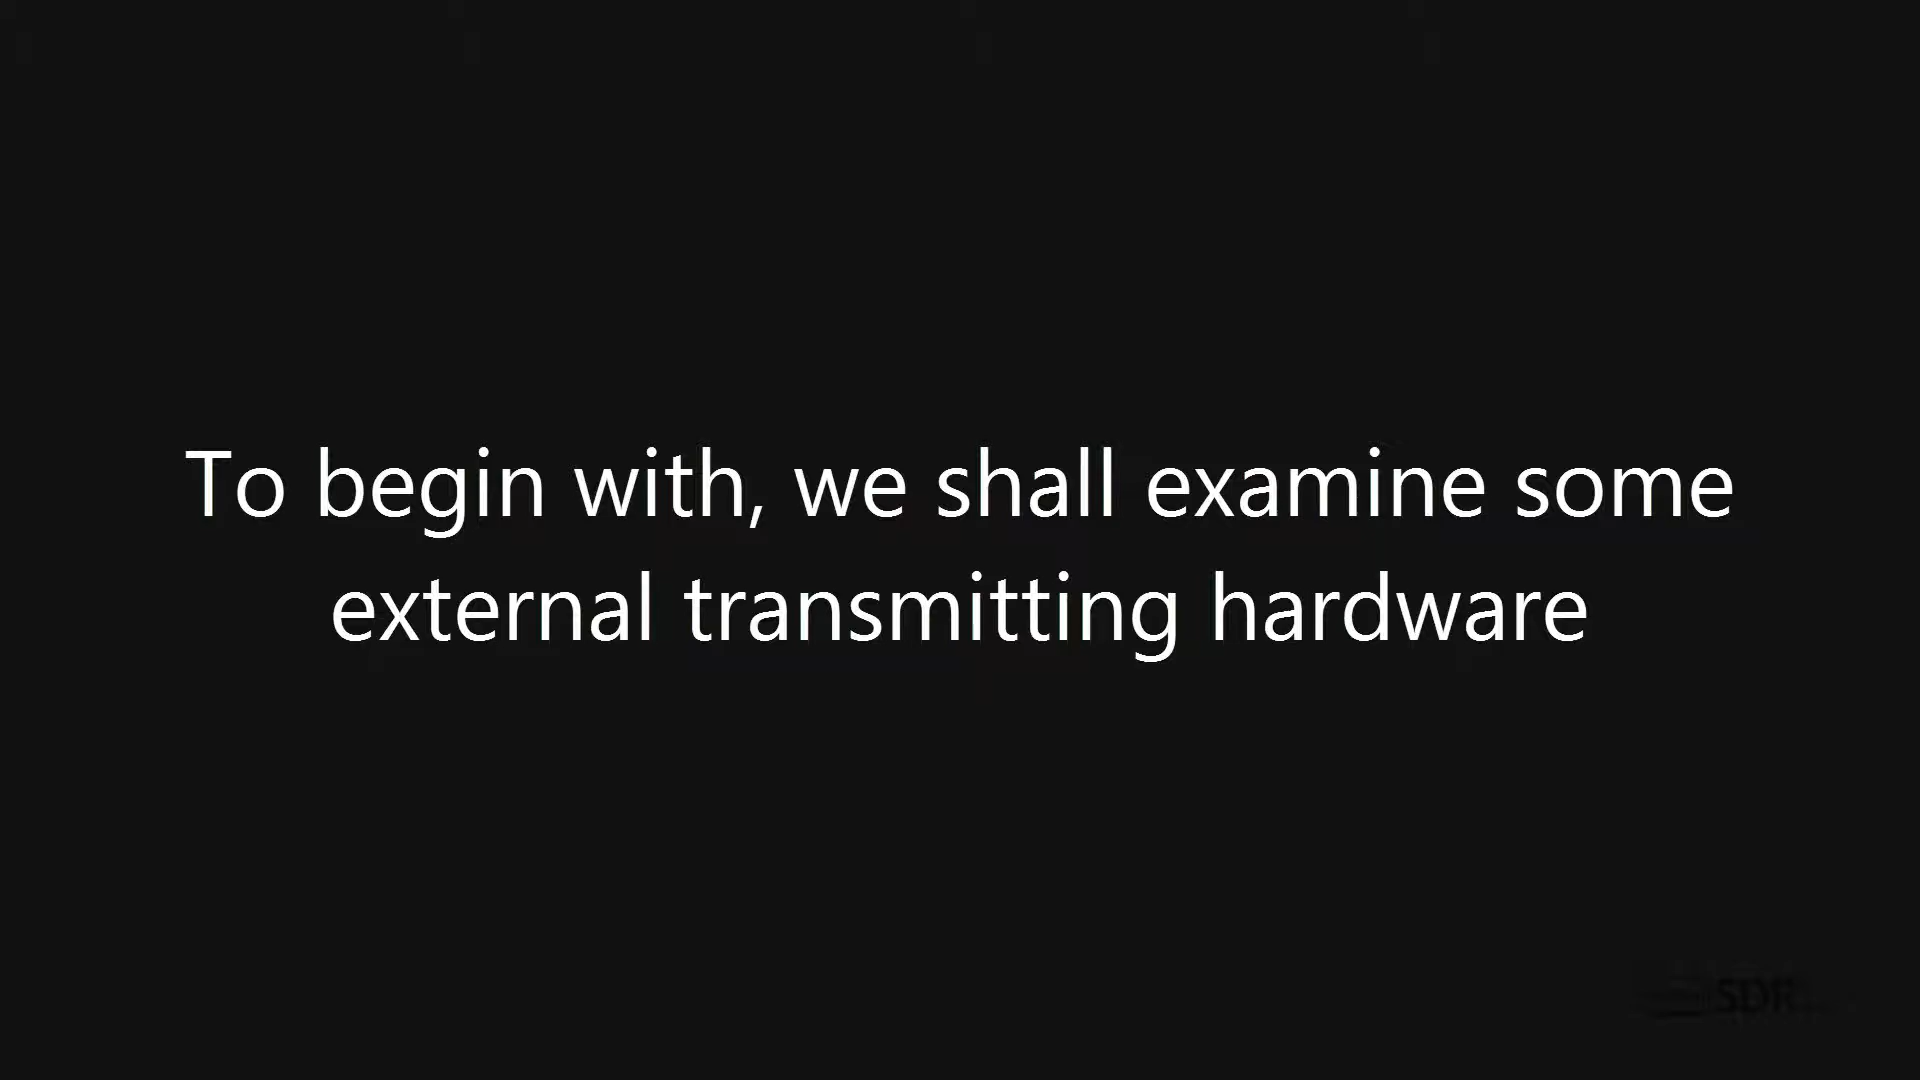 To begin with, we shall examine some
external transmitting hardware
SDR